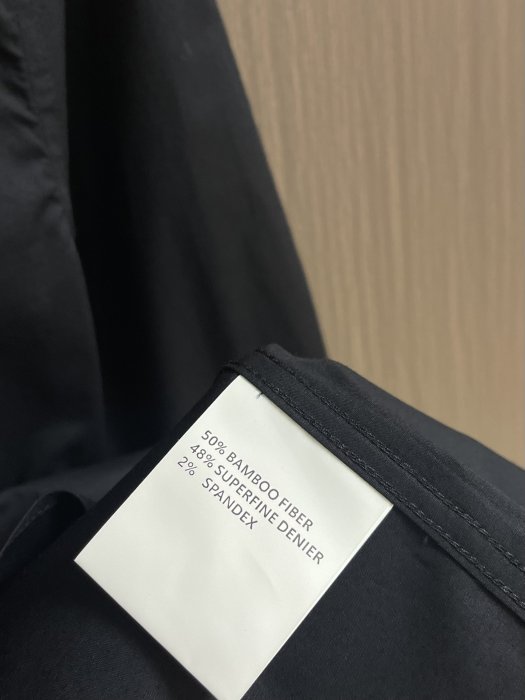 50% BAMBOO FIBER
48% SUPERFINE DENIER
2% SPANDEX